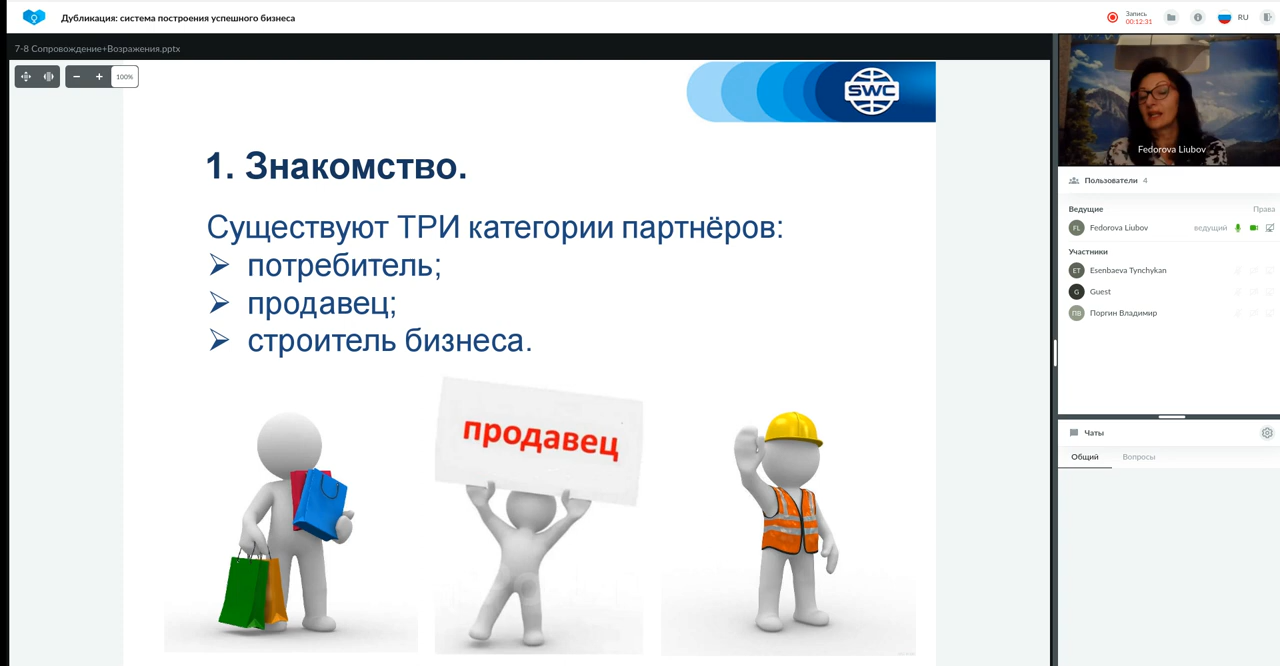 Дубликация: система построения успешного бизнеса
Запись
00:12:31
RU
7-8 Сопровождение+Возражения.pptx
100%
SWC
1. Знакомство.
Существуют ТРИ категории партнёров:
потребитель;
продавец;
строитель бизнеса.
продавец
Fedorova Liubov
Пользователи 4
Ведущие Права
FL Fedorova Liubov ведущий
Участники
ET Esenbaeva Tynchykan
G Guest
ПВ Поргин Владимир
Чаты
Общий Вопросы